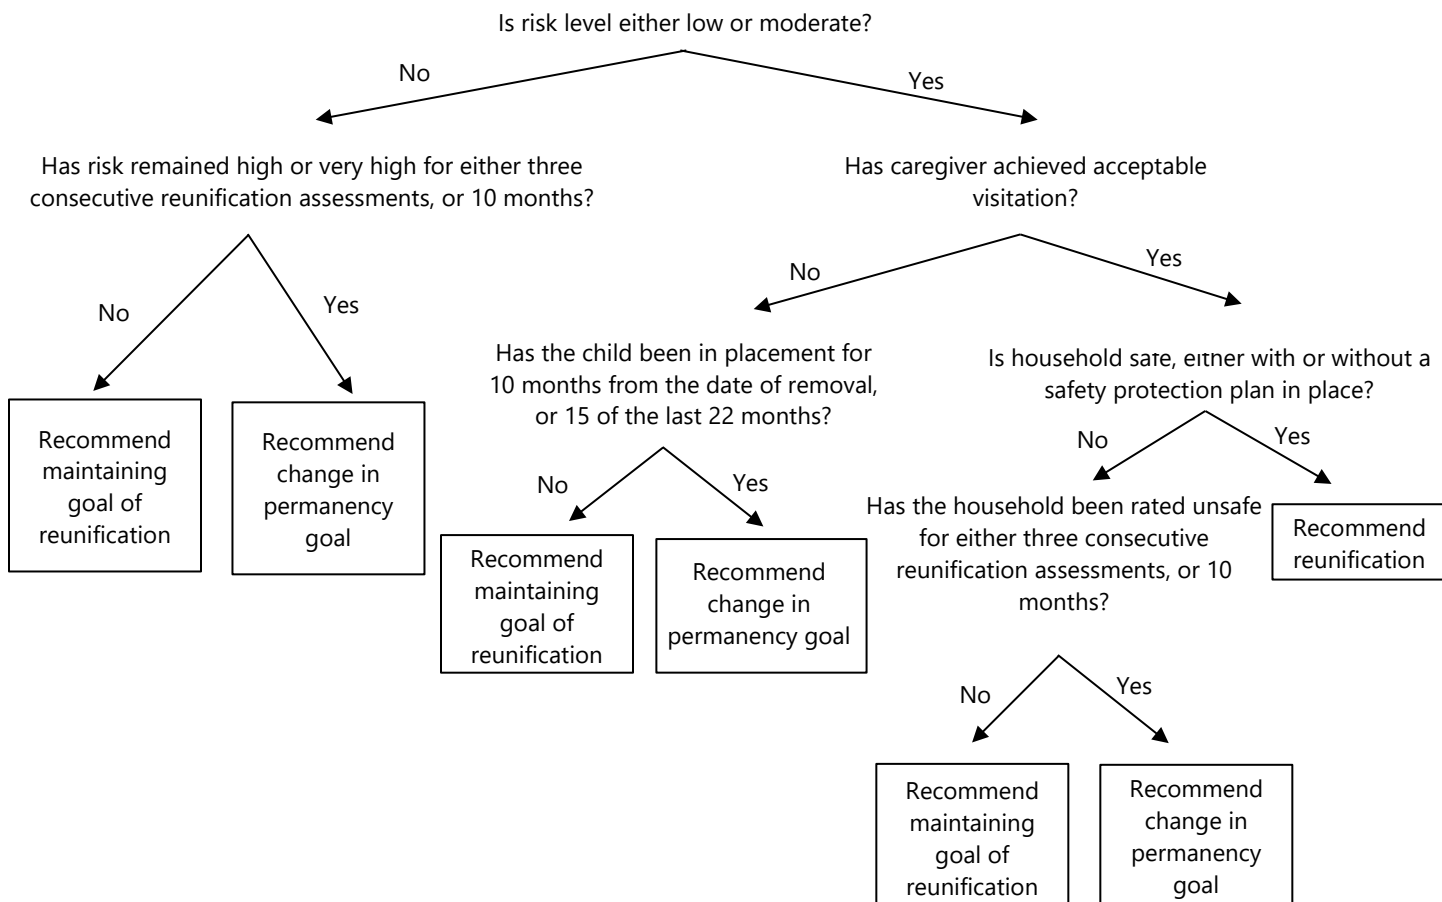 Is risk level either low or moderate?
No
Yes
Has risk remained high or very high for either three
consecutive reunification assessments, or 10 months?
Has caregiver achieved acceptable
visitation?
No
Yes
No
Yes
Has the child been in placement for
10 months from the date of removal,
or 15 of the last 22 months?
Is household safe, either with or without a
safety protection plan in place?
Recommend
maintaining
goal of
reunification
Recommend
change in
permanency
goal
No
Yes
No
Yes
Has the household been rated unsafe
for either three consecutive
reunification assessments, or 10
months?
Recommend
reunification
Recommend
maintaining
goal of
reunification
Recommend
change in
permanency goal
No
Yes
Recommend
maintaining
goal of
reunification
Recommend
change in
permanency
goal